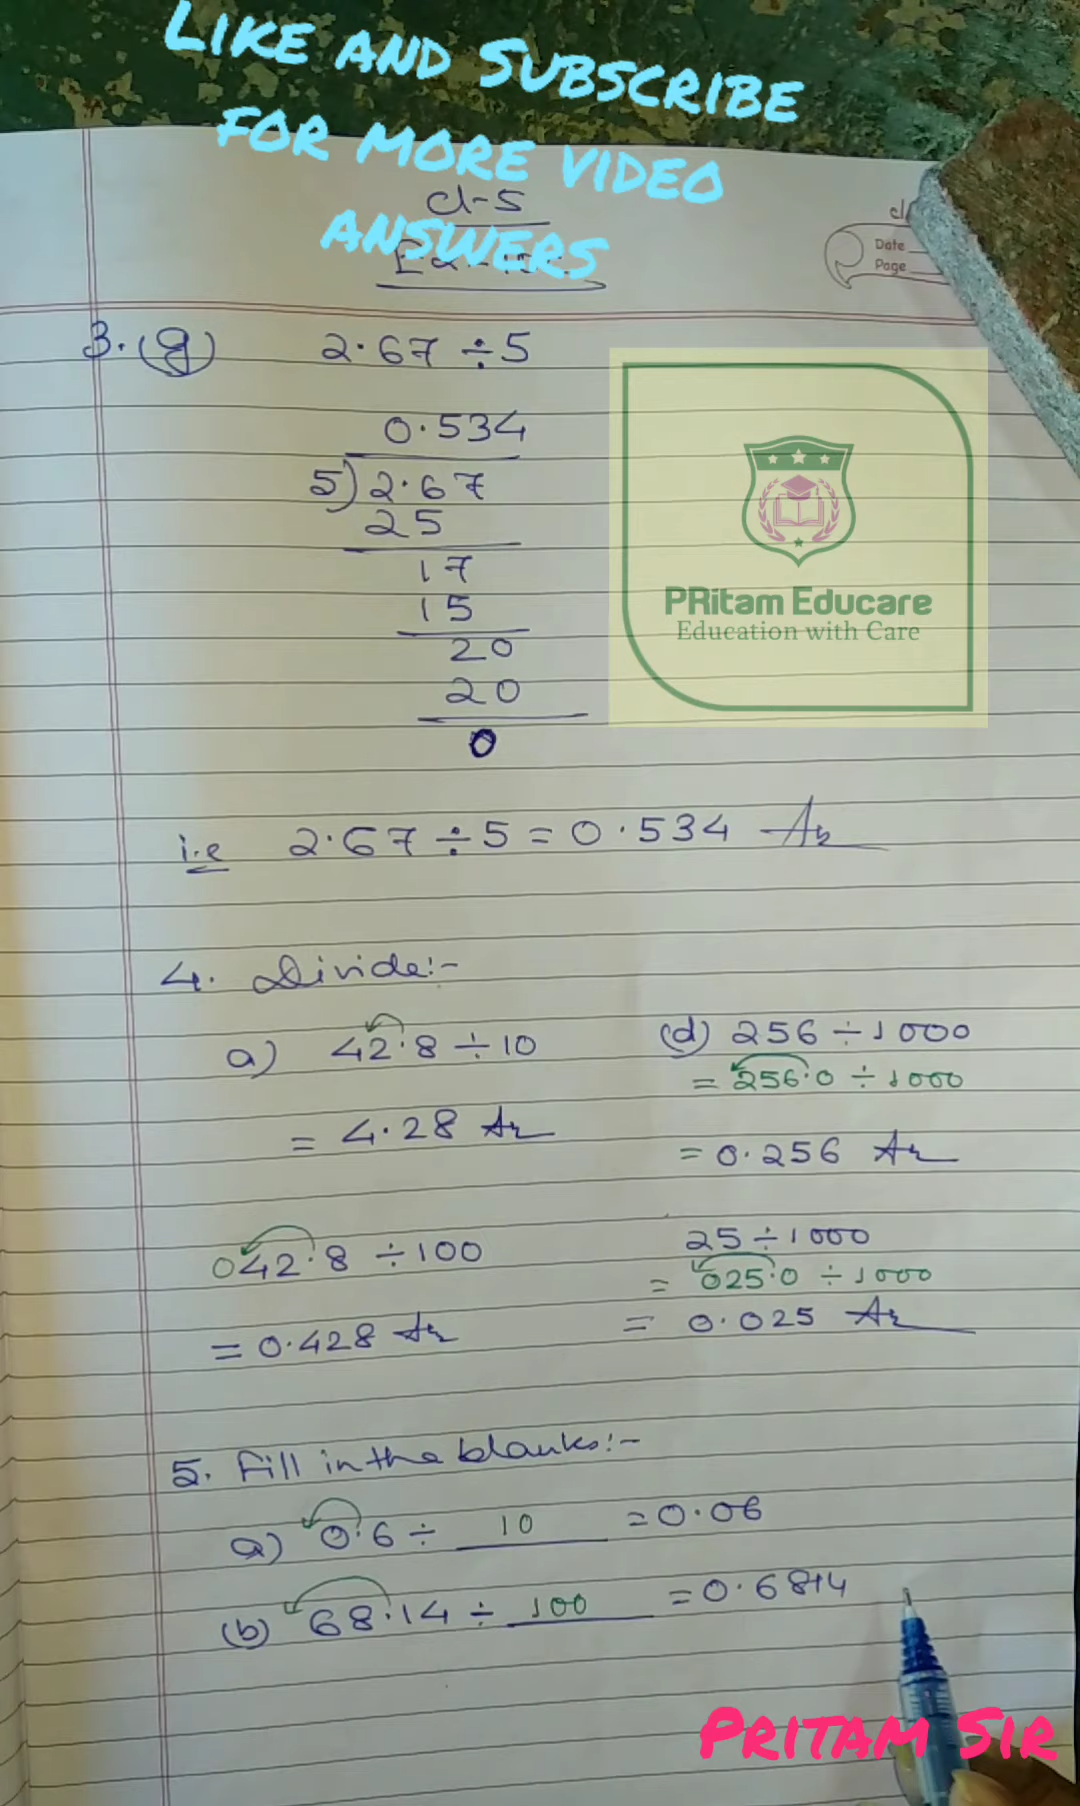 LIKE AND SUBSCRIBE
FOR MORE VIDEO
ANSWERS
cl-5
Date
Page
3. (g) 2.67 ÷ 5
0.534
5)2.67
25
17
15
20
20
0
PRitam Educare
Education with Care
i.e 2.67 ÷ 5 = 0.534 Ans
4. Divide:-
a) 42.8 ÷ 10
= 4.28 Ans
042.8 ÷ 100
= 0.428 Ans
(d) 256 ÷ 1000
= 256.0 ÷ 1000
= 0.256 Ans
25 ÷ 1000
= 025.0 ÷ 1000
= 0.025 Ans
5. Fill in the blanks:-
a) 0.6 ÷ 10 = 0.06
(b) 68.14 ÷ 100 = 0.6814
PRITAM SIR